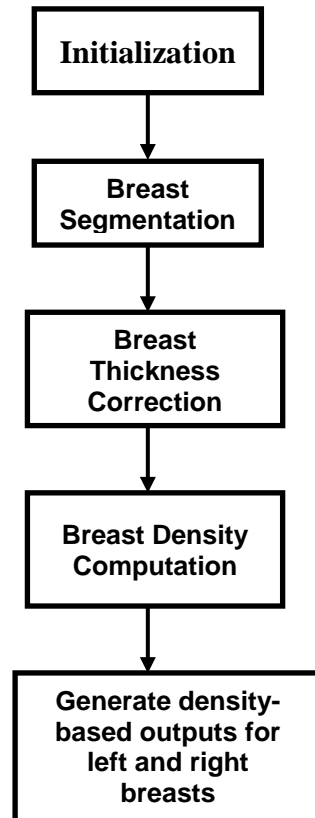 Initialization
Breast
Segmentation
Breast
Thickness
Correction
Breast Density
Computation
Generate density-
based outputs for
left and right
breasts